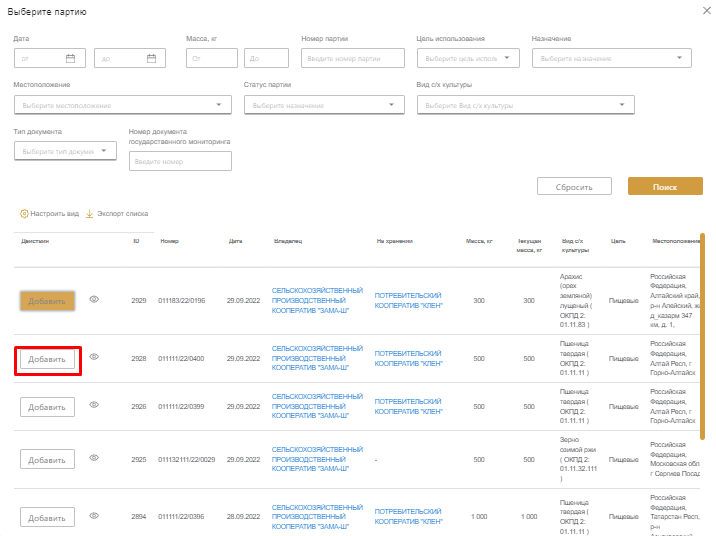 Выберите партию
Дата
Масса, кг
Номер партии
Цель использования
Назначение
от
до
От
До
Введите номер партии
Выберите цель исполь
Выберите назначение
Местоположение
Статус партии
Вид с/х культуры
Выберите местоположение
Выберите назначение
Выберите Вид с/х культуры
Тип документа
Номер документа
государственного мониторинга
Выберите тип докумен
Введите номер
Сбросить
Поиск
Настроить вид
Экспорт списка
Действия
ID
Номер
Дата
Владелец
На хранении
Масса, кг
Текущая
масса, кг
Вид с/х
культуры
Цель
Местоположение
Добавить
2929
011183/22/0196
29.09.2022
СЕЛЬСКОХОЗЯЙСТВЕННЫЙ
ПРОИЗВОДСТВЕННЫЙ
КООПЕРАТИВ "ЗАМА-Ш"
ПОТРЕБИТЕЛЬСКИЙ
КООПЕРАТИВ "КЛЕН"
300
300
Арахис
(орех
земляной)
лущеный (
ОКПД 2:
01.11.83 )
Пищевые
Российская
Федерация,
Алтайский край,
р-н Алейский, ж/
д_казарм 347
км, д. 1,
Добавить
2928
011111/22/0400
29.09.2022
СЕЛЬСКОХОЗЯЙСТВЕННЫЙ
ПРОИЗВОДСТВЕННЫЙ
КООПЕРАТИВ "ЗАМА-Ш"
ПОТРЕБИТЕЛЬСКИЙ
КООПЕРАТИВ "КЛЕН"
500
500
Пшеница
твердая (
ОКПД 2:
01.11.11 )
Пищевые
Российская
Федерация,
Алтай Респ, г
Горно-Алтайск
Добавить
2926
011111/22/0399
29.09.2022
СЕЛЬСКОХОЗЯЙСТВЕННЫЙ
ПРОИЗВОДСТВЕННЫЙ
КООПЕРАТИВ "ЗАМА-Ш"
ПОТРЕБИТЕЛЬСКИЙ
КООПЕРАТИВ "КЛЕН"
500
500
Пшеница
твердая (
ОКПД 2:
01.11.11 )
Пищевые
Российская
Федерация,
Алтай Респ, г
Горно-Алтайск
Добавить
2925
011132111/22/0029
29.09.2022
СЕЛЬСКОХОЗЯЙСТВЕННЫЙ
ПРОИЗВОДСТВЕННЫЙ
КООПЕРАТИВ "ЗАМА-Ш"
-
500
500
Зерно
озимой ржи
( ОКПД 2:
01.11.32.111
)
Пищевые
Российская
Федерация,
Московская обл
г Сергиев Посад
Добавить
2894
011111/22/0396
28.09.2022
СЕЛЬСКОХОЗЯЙСТВЕННЫЙ
ПРОИЗВОДСТВЕННЫЙ
КООПЕРАТИВ "ЗАМА-Ш"
ПОТРЕБИТЕЛЬСКИЙ
КООПЕРАТИВ "КЛЕН"
1 000
1 000
Пшеница
твердая (
ОКПД 2:
01.11.11 )
Пищевые
Российская
Федерация,
Татарстан Респ,
р-н